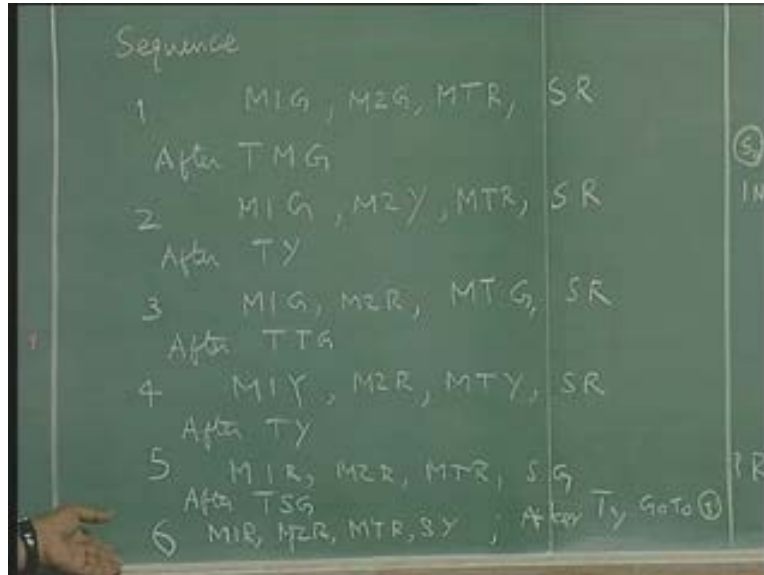 Sequence
1 M1G, M2G, MTR, SR
After TMG
2 M1G, M2Y, MTR, SR
After TY
3 M1G, M2R, MTG, SR
After TTG
4 M1Y, M2R, MTY, SR
After TY
5 M1R, M2R, MTR, SG
After TSG
6 M1R, M2R, MTR, SY ; After Ty GoTo ①
IN
R